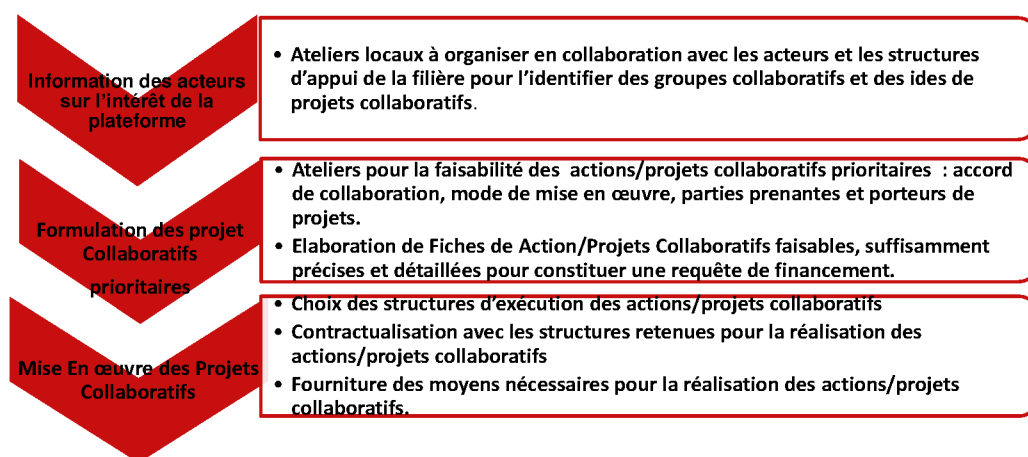 Information des acteurs
sur l'intérêt de la
plateforme
• Ateliers locaux à organiser en collaboration avec les acteurs et les structures
d'appui de la filière pour l'identifier des groupes collaboratifs et des ides de
projets collaboratifs.
Formulation des projet
Collaboratifs
prioritaires
• Ateliers pour la faisabilité des actions/projets collaboratifs prioritaires : accord
de collaboration, mode de mise en œuvre, parties prenantes et porteurs de
projets.
• Elaboration de Fiches de Action/Projets Collaboratifs faisables, suffisamment
précises et détaillées pour constituer une requête de financement.
Mise En œuvre des Projets
Collaboratifs
• Choix des structures d'exécution des actions/projets collaboratifs
• Contractualisation avec les structures retenues pour la réalisation des
actions/projets collaboratifs
• Fourniture des moyens nécessaires pour la réalisation des actions/projets
collaboratifs.